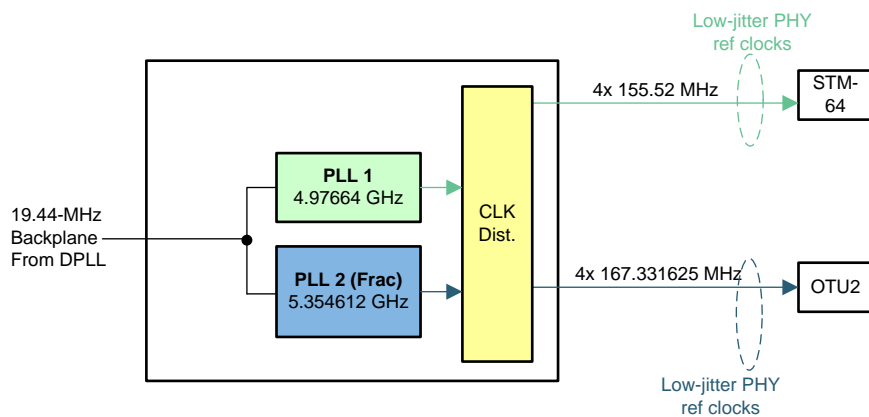 Low-jitter PHY
ref clocks
4x 155.52 MHz
STM-
64
PLL 1
4.97664 GHz
19.44-MHz
Backplane
From DPLL
CLK
Dist.
PLL 2 (Frac)
5.354612 GHz
4x 167.331625 MHz
OTU2
Low-jitter PHY
ref clocks